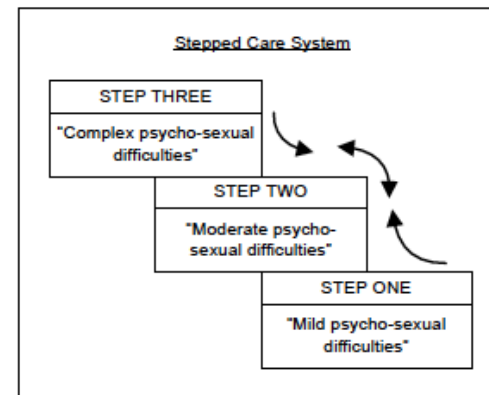 Stepped Care System
STEP THREE
"Complex psycho-sexual
difficulties"
STEP TWO
"Moderate psycho-
sexual difficulties"
STEP ONE
"Mild psycho-sexual
difficulties"